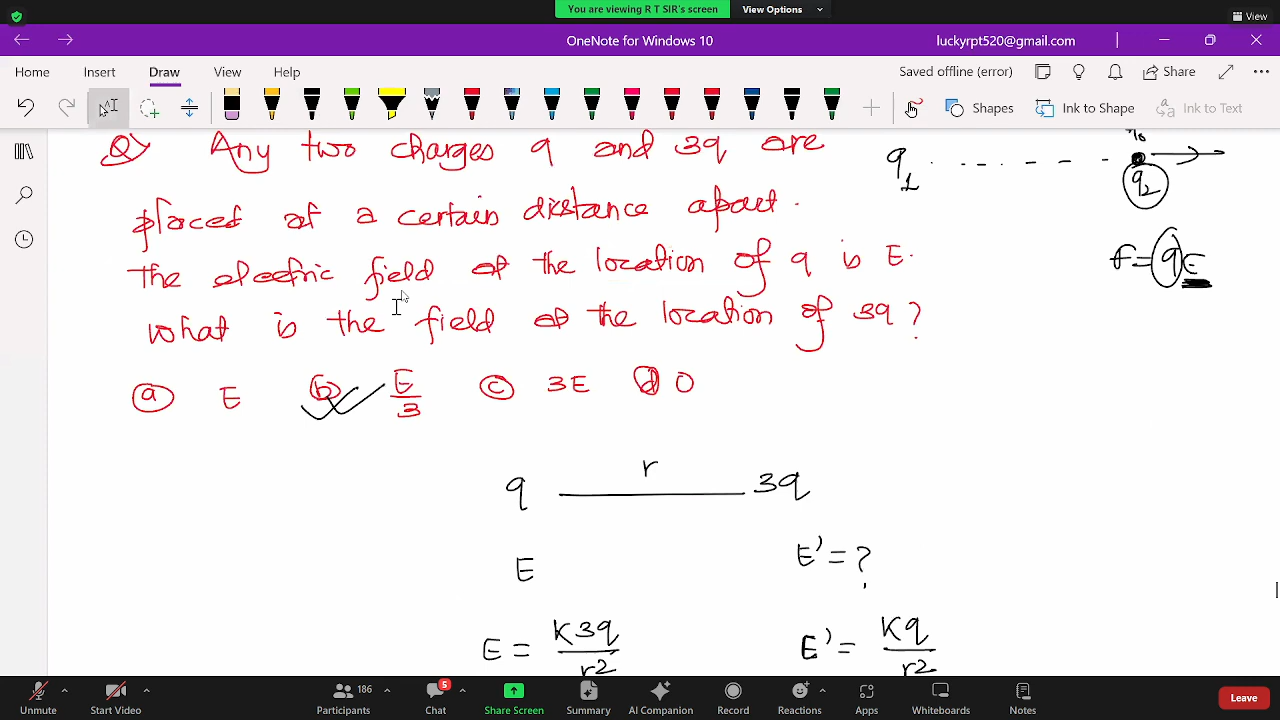 You are viewing R T SIR's screen
View Options
View
OneNote for Windows 10
luckyrpt520@gmail.com
Home Insert Draw View Help
Saved offline (error)
Share
Shapes
Ink to Shape
Ink to Text
Q) Any two charges q and 3q are
placed at a certain distance apart.
The electric field at the location of q is E.
What is the field at the location of 3q?
(a) E (b) E/3 (c) 3E (d) 0
q1 q2
F = qE
r
q 3q
E E' = ?
E = K3q/r2 E' = Kq/r2
Unmute
Start Video
186
Participants
5
Chat
Share Screen
Summary
AI Companion
Record
Reactions
Apps
Whiteboards
Notes
Leave